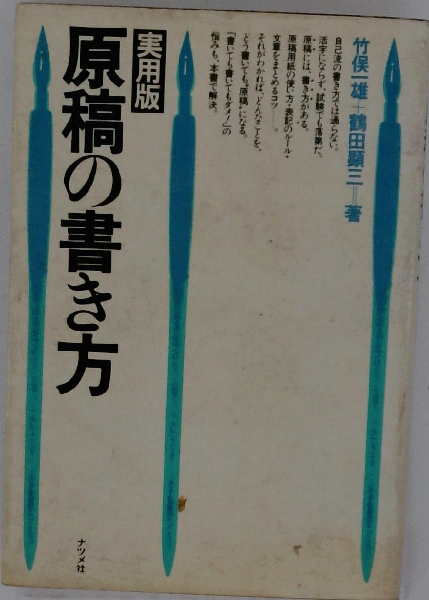 竹俣一雄+鶴田顕三=著
自己流の書き方では通らない。
活字にならず、試験でも落第だ。
原稿には、書き方がある。
原稿用紙の使い方・表記のルール・
文章をまとめるコツ……。
それがわかれば、どんなことを、
どう書いても“原稿”になる。
「書いても書いてもダメ！」の
悩みも、本書で解決。
実用版
原稿の書き方
ナツメ社